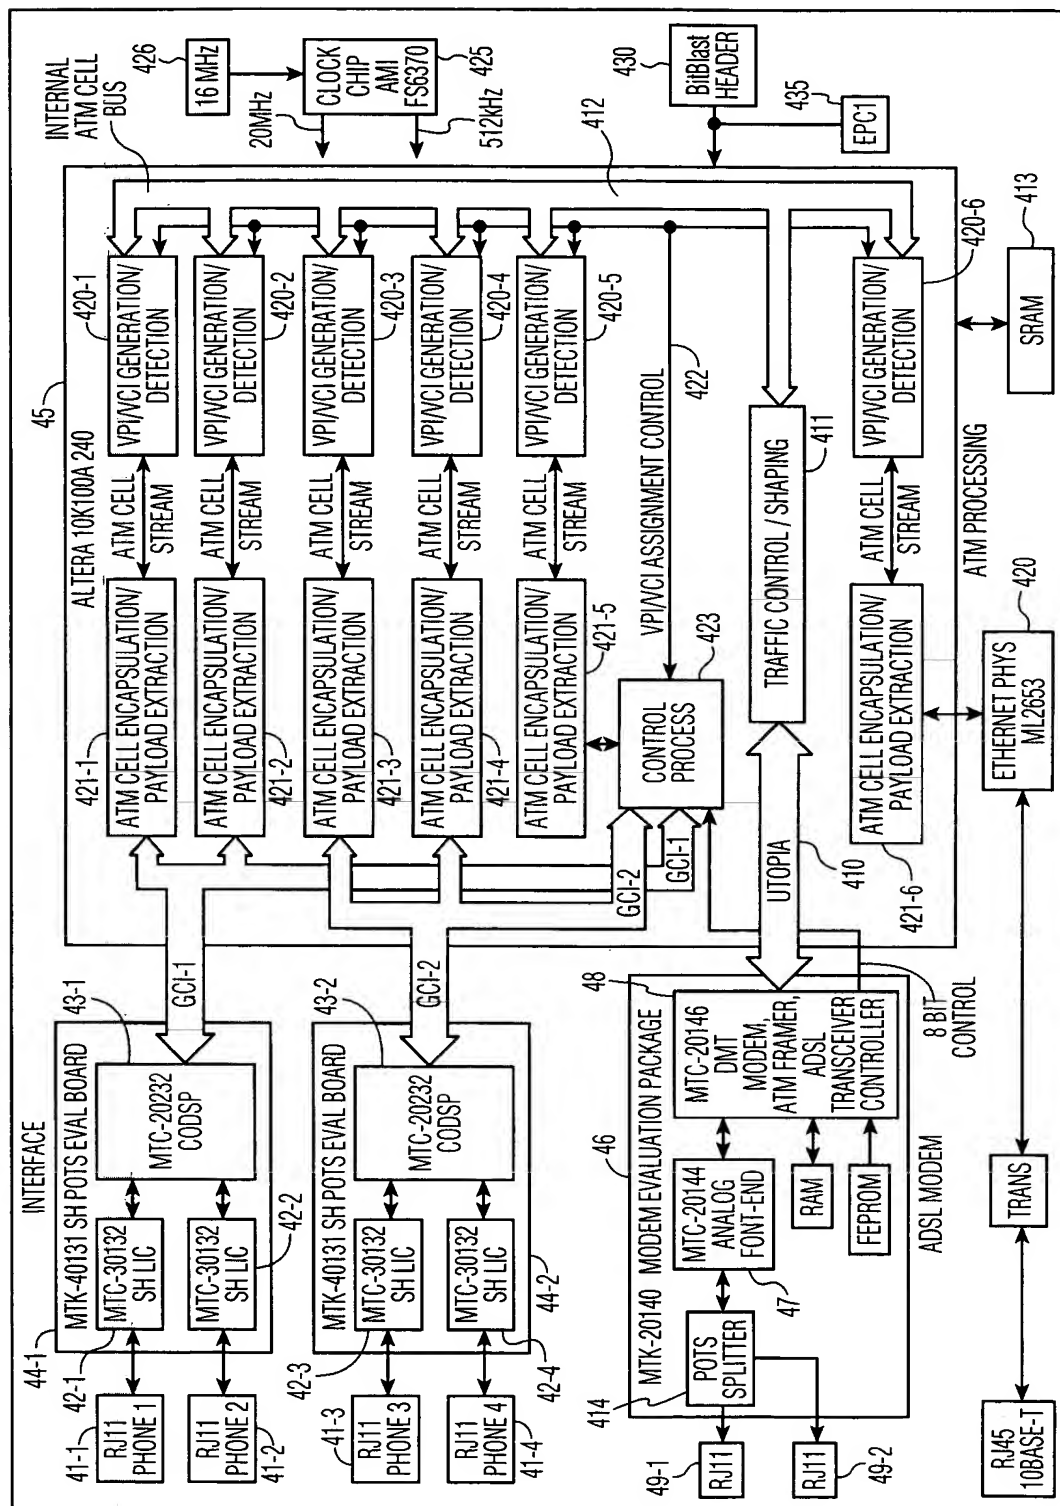 INTERFACE
44-1
MTK-40131 SH POTS EVAL BOARD
43-1
MTC-20232
CODSP
42-1
MTC-30132
SH LIC
MTC-30132
SH LIC
42-2
41-1
RJ11
PHONE 1
RJ11
PHONE 2
41-2
GCI-1
MTK-40131 SH POTS EVAL BOARD
43-2
MTC-20232
CODSP
42-3
MTC-30132
SH LIC
MTC-30132
SH LIC
42-4
44-2
41-3
RJ11
PHONE 3
RJ11
PHONE 4
41-4
GCI-2
45
ALTERA 10K100A 240
421-1
ATM CELL ENCAPSULATION/
PAYLOAD EXTRACTION
ATM CELL
STREAM
420-1
VPI/VCI GENERATION/
DETECTION
ATM CELL ENCAPSULATION/
PAYLOAD EXTRACTION
421-2
ATM CELL
STREAM
VPI/VCI GENERATION/
DETECTION
420-2
ATM CELL ENCAPSULATION/
PAYLOAD EXTRACTION
421-3
ATM CELL
STREAM
VPI/VCI GENERATION/
DETECTION
420-3
ATM CELL ENCAPSULATION/
PAYLOAD EXTRACTION
421-4
ATM CELL
STREAM
VPI/VCI GENERATION/
DETECTION
420-4
ATM CELL ENCAPSULATION/
PAYLOAD EXTRACTION
421-5
ATM CELL
STREAM
VPI/VCI GENERATION/
DETECTION
420-5
INTERNAL
ATM CELL
BUS
412
426
16 MHz
20MHz
CLOCK
CHIP
AMI
FS6370
425
512kHz
430
BitBlast
HEADER
435
EPC1
VPI/VCI ASSIGNMENT CONTROL
422
GCI-2
GCI-1
CONTROL
PROCESS
423
UTOPIA
410
TRAFFIC CONTROL / SHAPING
411
421-6
ATM CELL ENCAPSULATION/
PAYLOAD EXTRACTION
ATM CELL
STREAM
VPI/VCI GENERATION/
DETECTION
420-6
ATM PROCESSING
SRAM
413
MTK-20140 MODEM EVALUATION PACKAGE
46
48
MTC-20146
DMT
MODEM,
ATM FRAMER,
ADSL
TRANSCEIVER
CONTROLLER
8 BIT
CONTROL
MTC-20144
ANALOG
FONT-END
47
RAM
FEPROM
414
POTS
SPLITTER
ADSL MODEM
49-1
RJ11
RJ11
49-2
RJ45
10BASE-T
TRANS
ETHERNET PHYS
ML2653
420